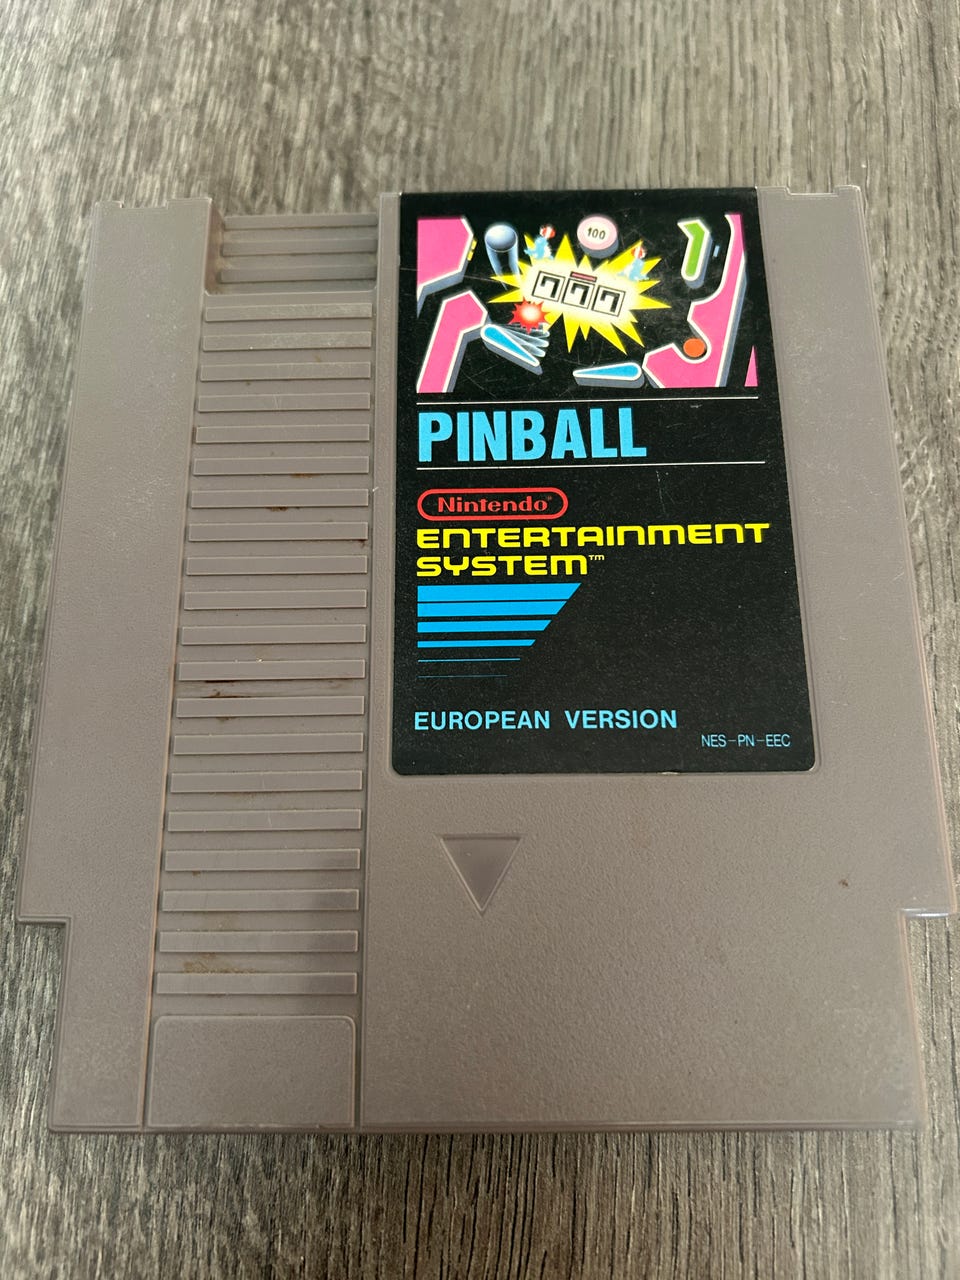 100
777
PINBALL
Nintendo®
ENTERTAINMENT
SYSTEM™
EUROPEAN VERSION
NES-PN-EEC